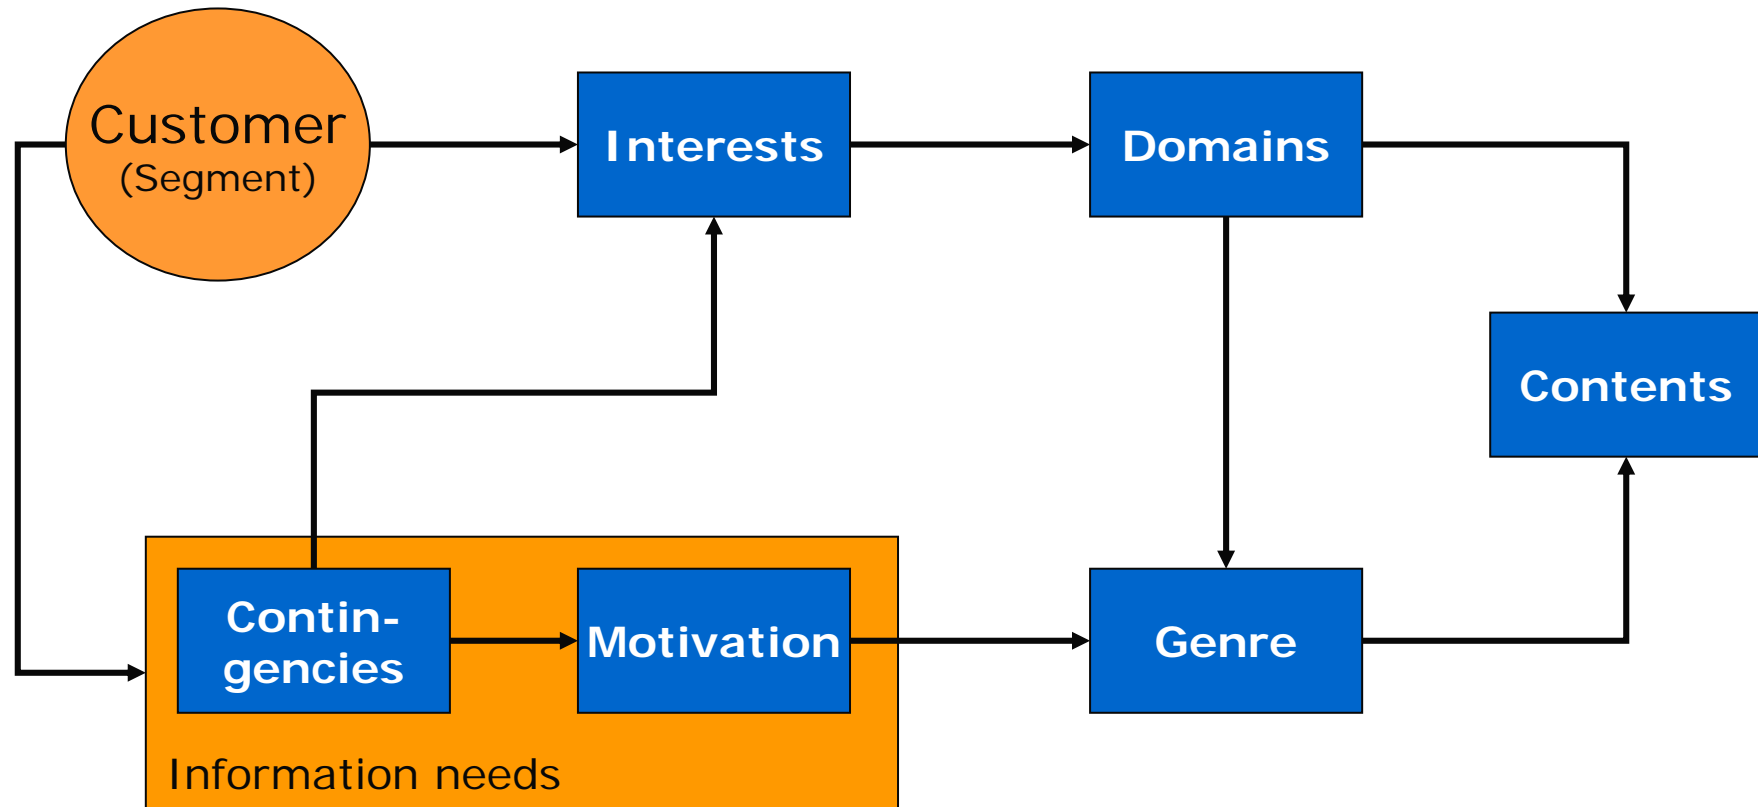 Customer
(Segment)
Interests
Domains
Contents
Contin-
gencies
Motivation
Genre
Information needs